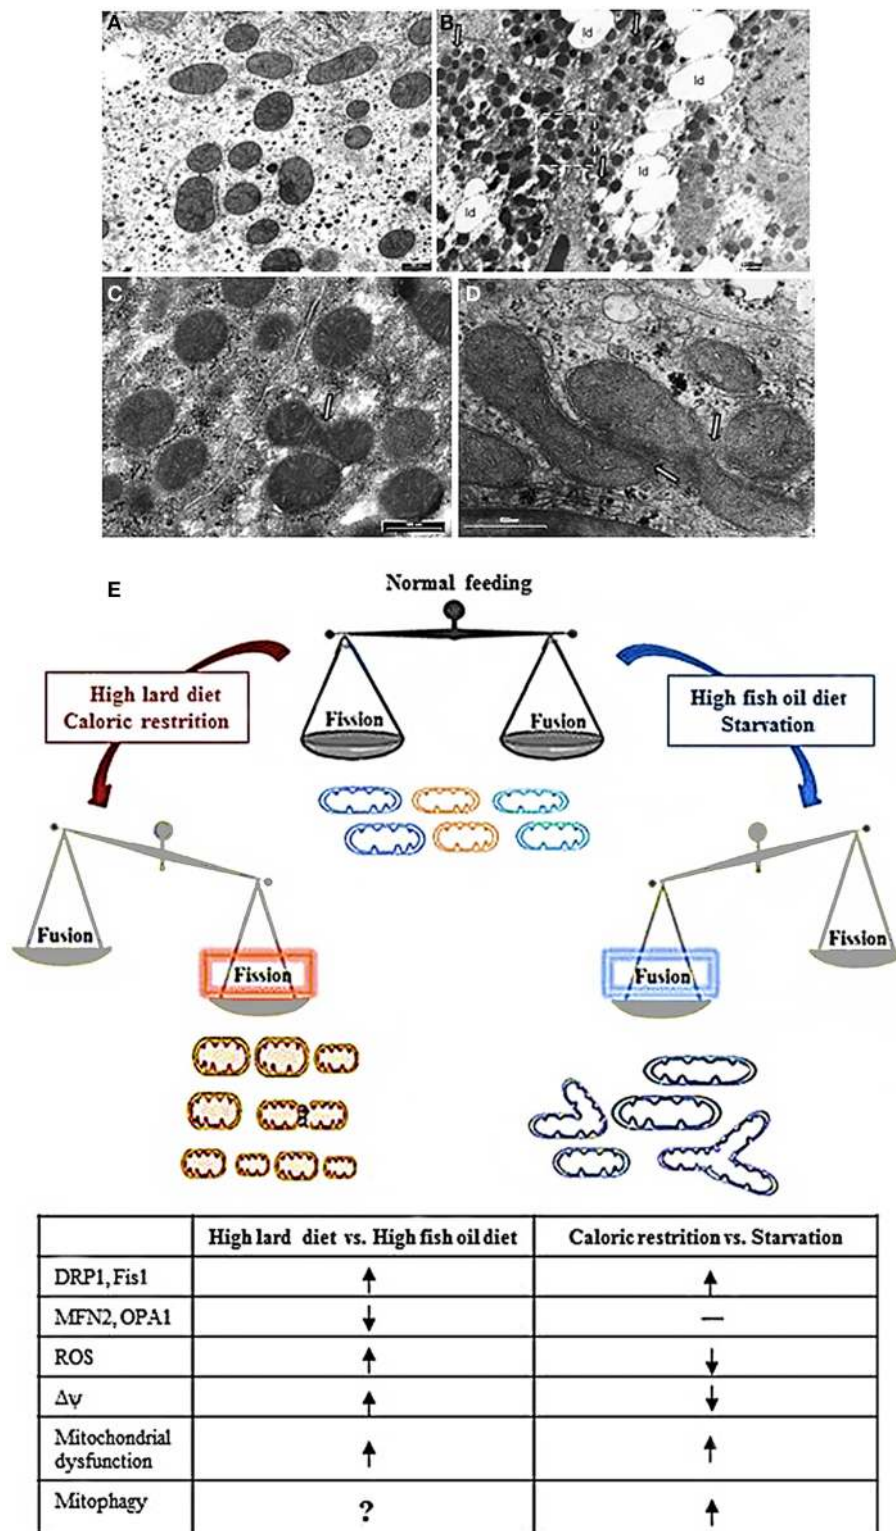 A
B
ld
ld
ld
ld
C
D
E
Normal feeding
High lard diet
Caloric restrition
High fish oil diet
Starvation
Fission
Fusion
Fusion
Fission
Fission
Fusion
High lard diet vs. High fish oil diet
Caloric restrition vs. Starvation
DRP1, Fis1
↑
↑
MFN2, OPA1
↓
—
ROS
↑
↓
Δψ
↑
↓
Mitochondrial
dysfunction
↑
↑
Mitophagy
?
↑